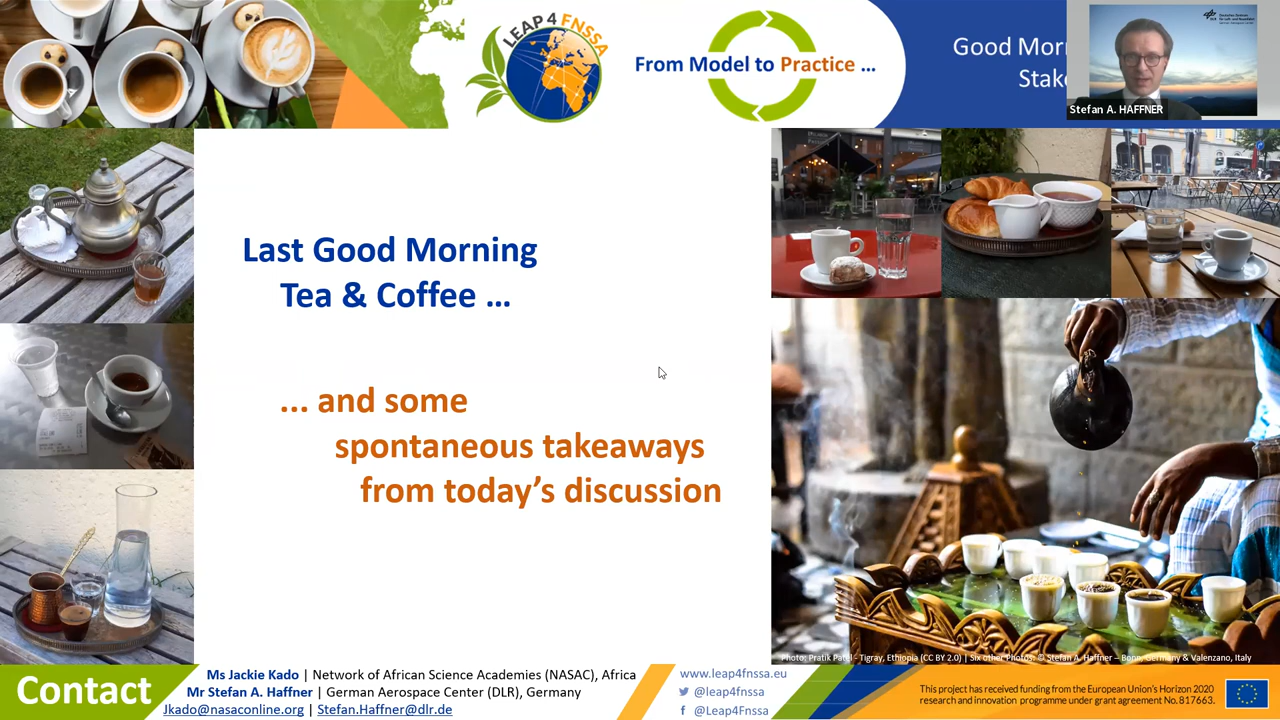 LEAP 4 FNSSA
From Model to Practice ...
Good Mor
Stak
Stefan A. HAFFNER
Last Good Morning
Tea & Coffee ...
... and some
spontaneous takeaways
from today's discussion
Photo: Pratik Patel - Tigray, Ethiopia (CC BY 2.0) | Six other Photos: © Stefan A. Haffner – Bonn, Germany & Valenzano, Italy
Contact
Ms Jackie Kado | Network of African Science Academies (NASAC), Africa
Mr Stefan A. Haffner | German Aerospace Center (DLR), Germany
Jkado@nasaconline.org | Stefan.Haffner@dlr.de
www.leap4fnssa.eu
@leap4fnssa
@Leap4Fnssa
This project has received funding from the European Union's Horizon 2020
research and innovation programme under grant agreement No. 817663.